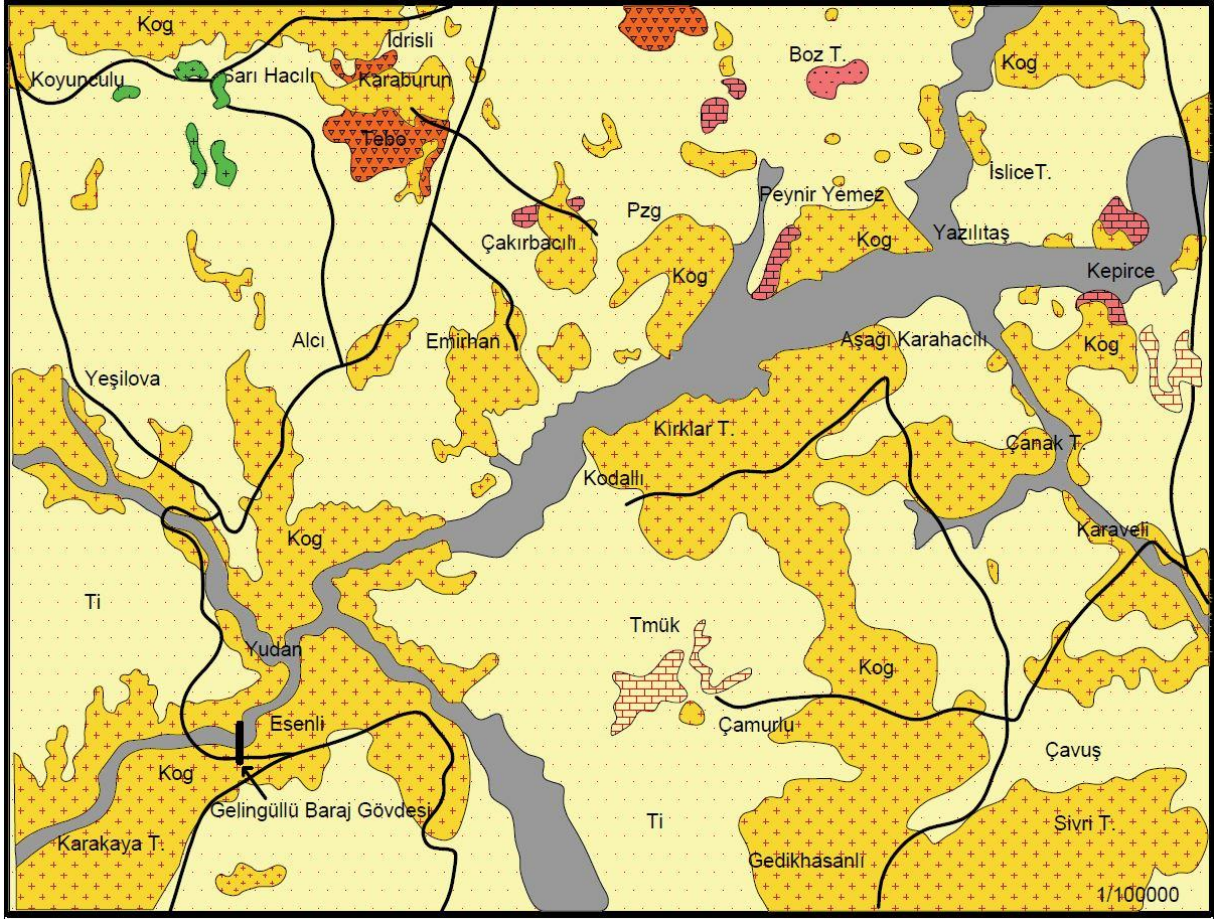 Kog
İdrisli
Koyunculu
Sarı Hacılı
Karaburun
Boz T.
Kog
Tebo
İsliceT.
Pzg
Peynir Yemez
Çakırbacılı
Kog
Yazılıtaş
Kog
Kepirce
Alcı
Emirhan
Aşağı Karahacılı
Kog
Yeşilova
Kırklar T.
Çanak T.
Kodallı
Kog
Karaveli
Ti
Tmük
Yudan
Kog
Esenli
Çamurlu
Çavuş
Kog
Gelingüllü Baraj Gövdesi
Ti
Sivri T.
Karakaya T.
Gedikhasanlı
1/100000